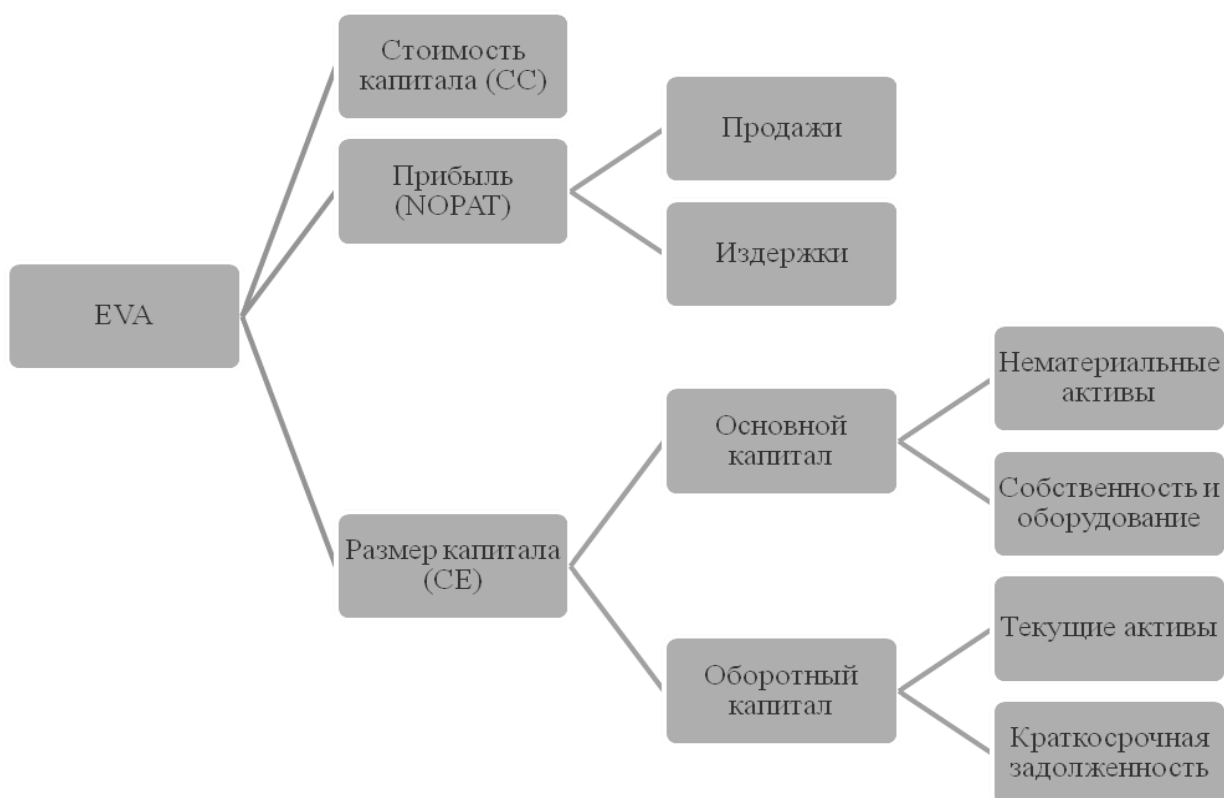 Стоимость
капитала (CC)
Продажи
Прибыль
(NOPAT)
Издержки
EVA
Нематериальные
активы
Основной
капитал
Собственность и
оборудование
Размер капитала
(CE)
Текущие активы
Оборотный
капитал
Краткосрочная
задолженность